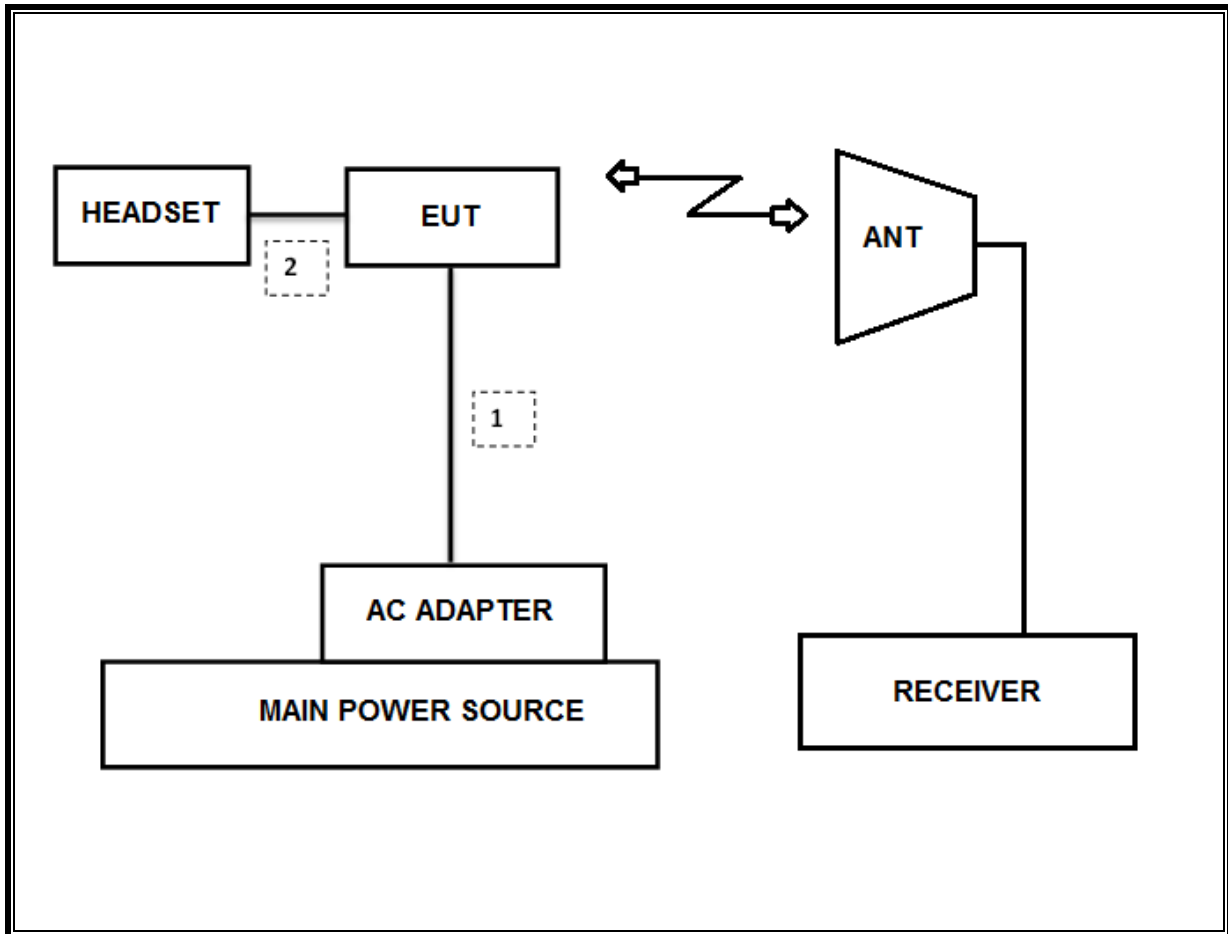 HEADSET
EUT
2
ANT
1
AC ADAPTER
MAIN POWER SOURCE
RECEIVER